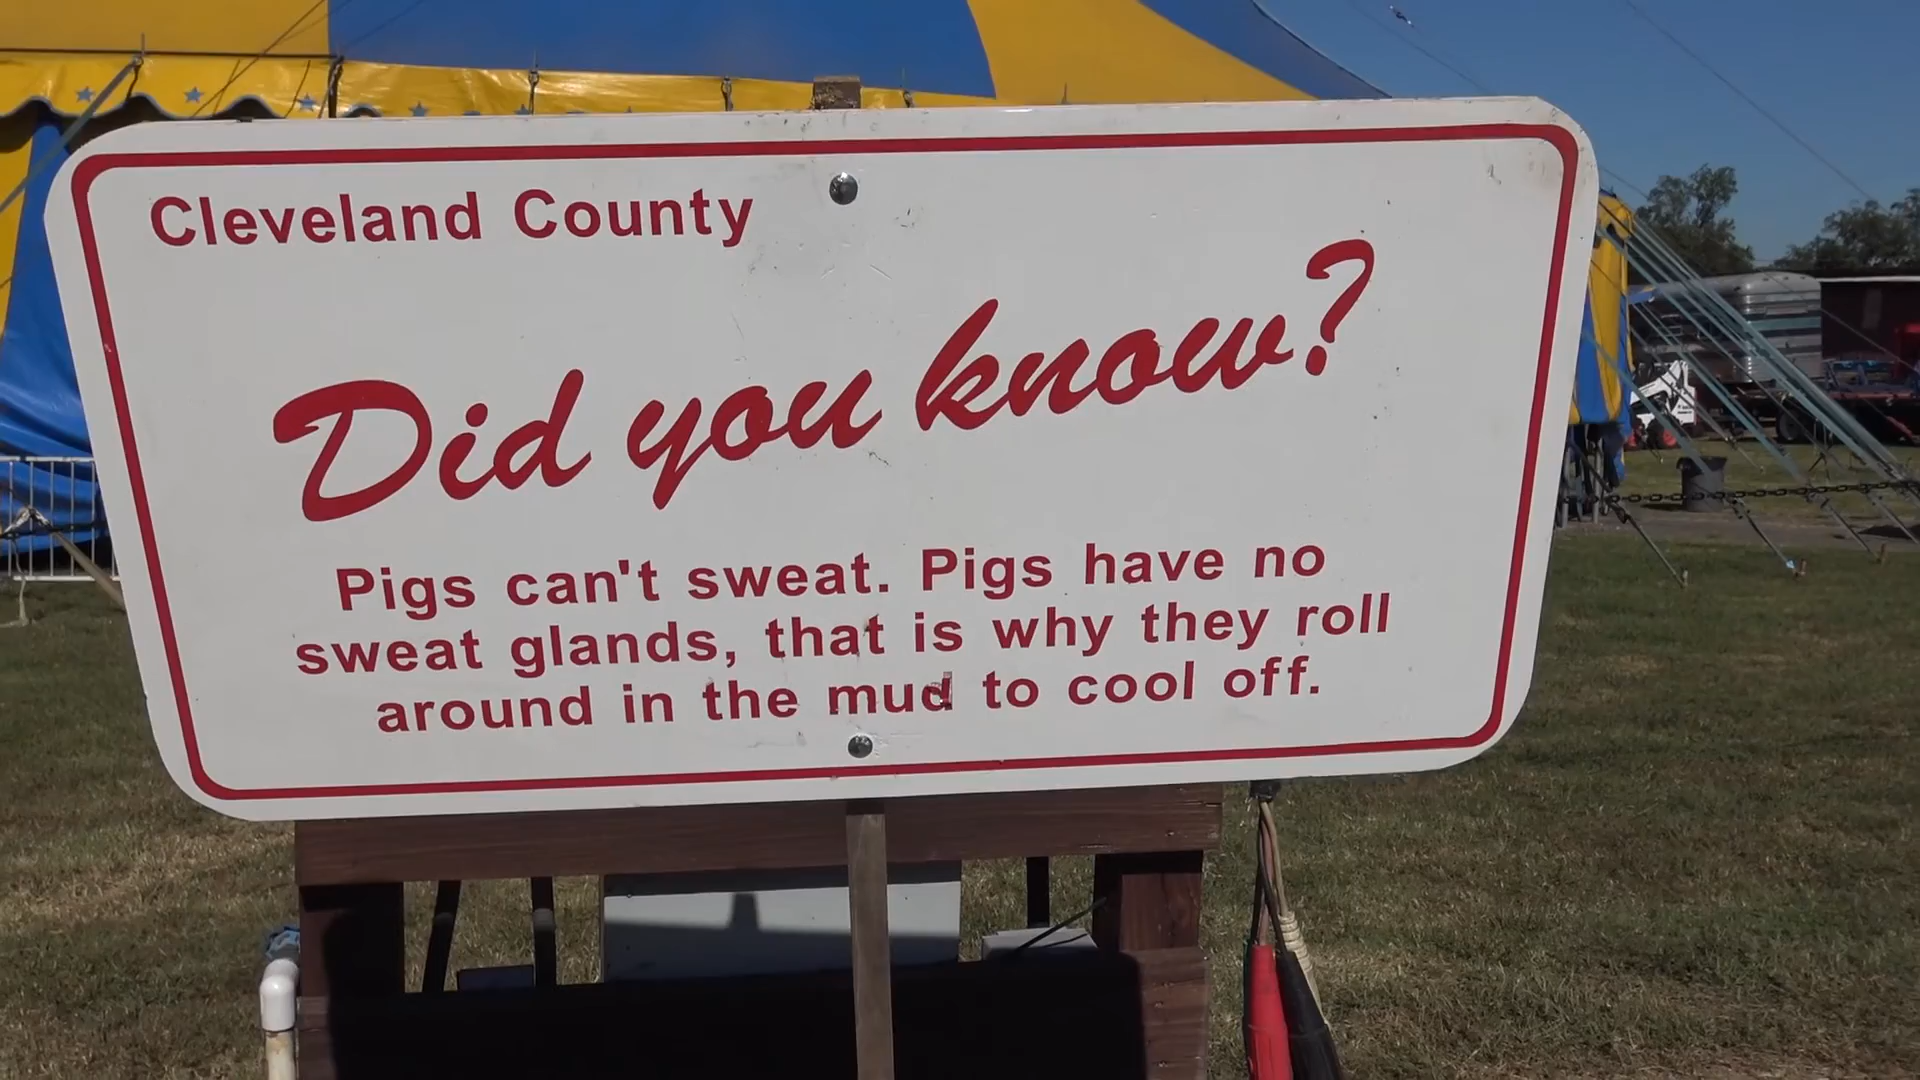 Cleveland County
Did you know?
Pigs can't sweat. Pigs have no
sweat glands, that is why they roll
around in the mud to cool off.